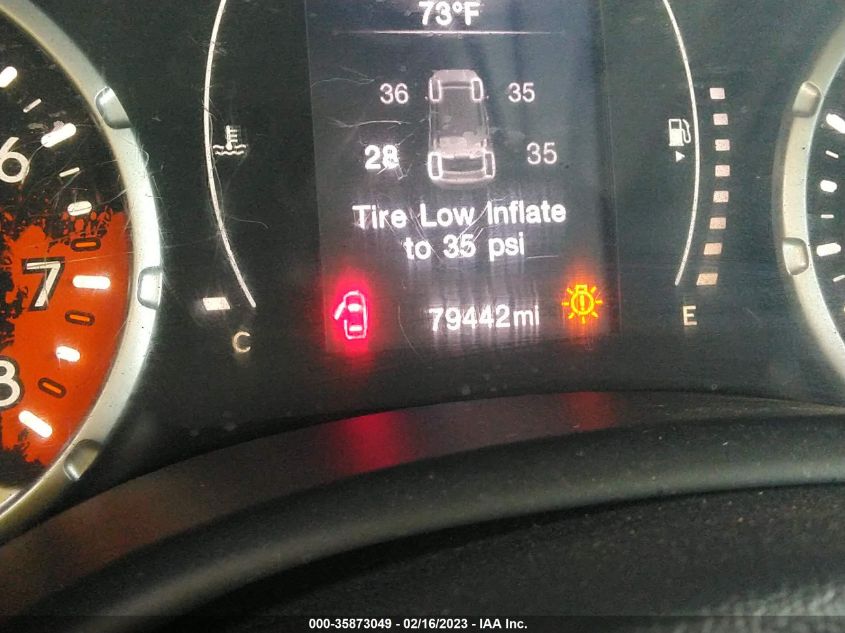 73°F
36 35
28 35
Tire Low Inflate
to 35 psi
79442mi
C
E
6
7
8
000-35873049 - 02/16/2023 - IAA Inc.